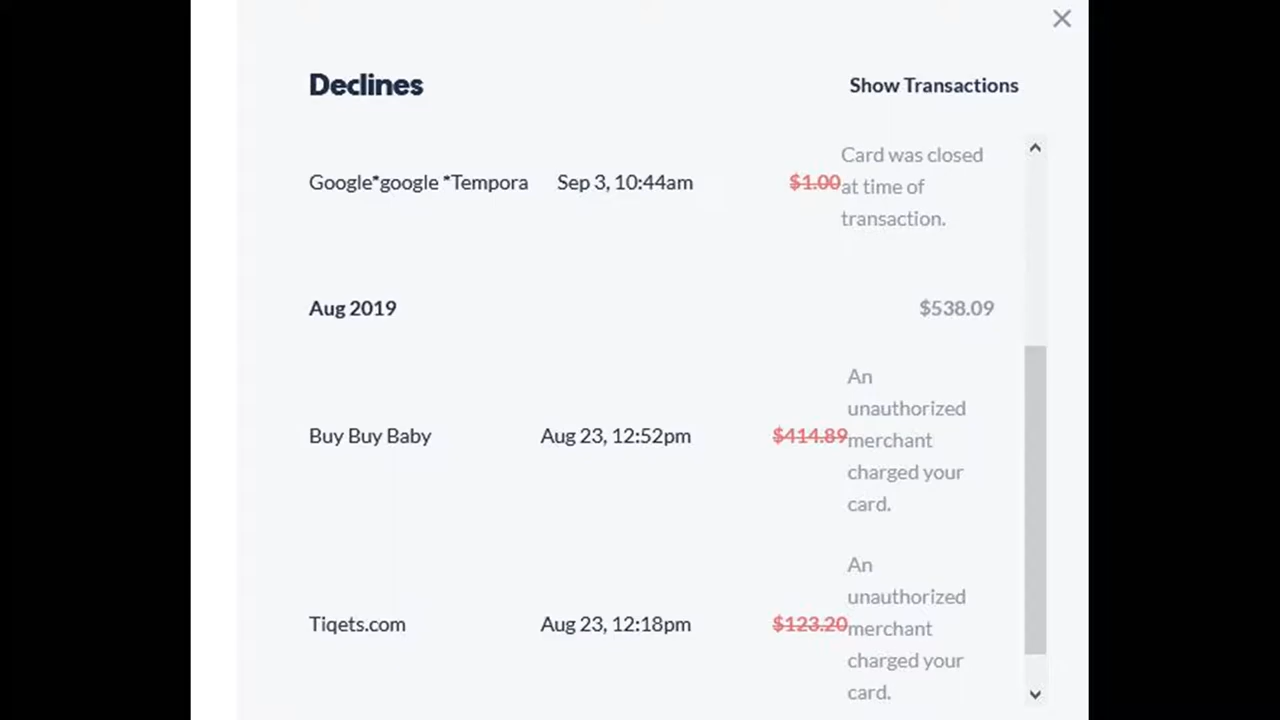 Declines
Show Transactions
Google*google *Tempora Sep 3, 10:44am $1.00
Card was closed
at time of
transaction.
Aug 2019 $538.09
Buy Buy Baby Aug 23, 12:52pm $414.89
An
unauthorized
merchant
charged your
card.
Tiqets.com Aug 23, 12:18pm $123.20
An
unauthorized
merchant
charged your
card.